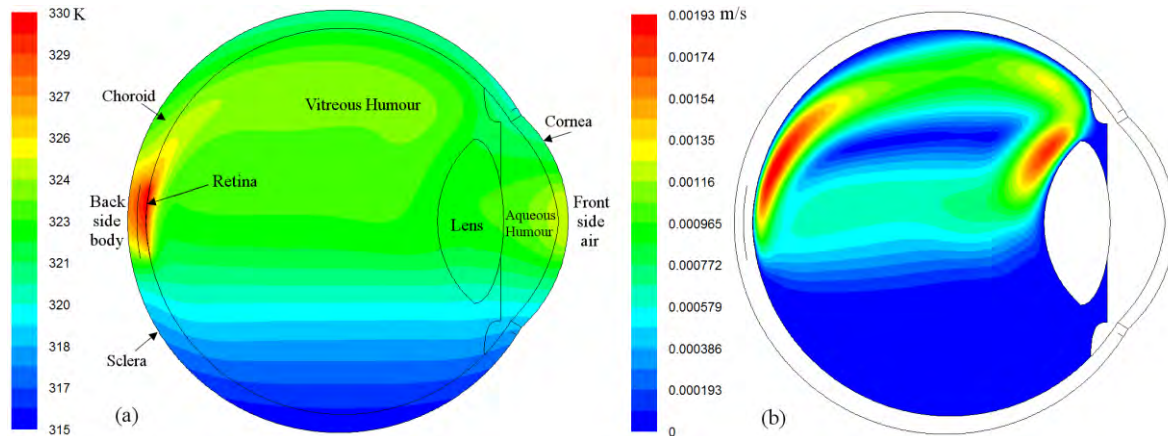 330 K
329
327
326
324
323
321
320
318
317
315
Choroid
Vitreous Humour
Cornea
Retina
Back
side
body
Lens
Aqueous
Humour
Front
side
air
Sclera
(a)
0.00193 m/s
0.00174
0.00154
0.00135
0.00116
0.000965
0.000772
0.000579
0.000386
0.000193
0
(b)